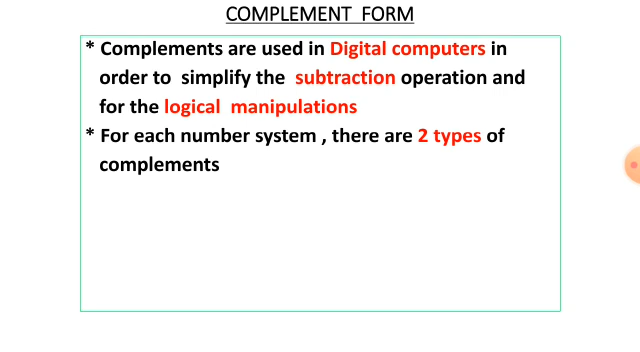 COMPLEMENT FORM
* Complements are used in Digital computers in
order to simplify the subtraction operation and
for the logical manipulations
* For each number system , there are 2 types of
complements